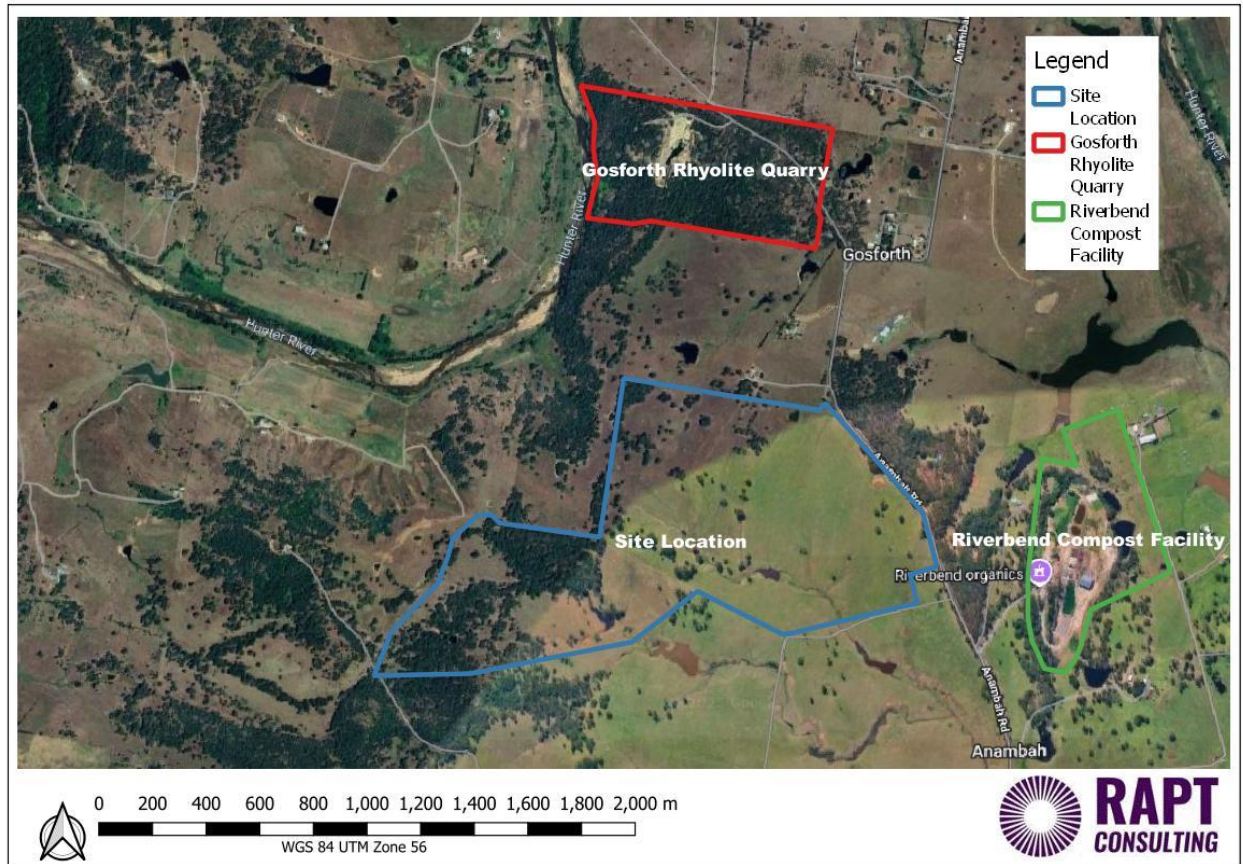 Anambah
Legend
Site
Location
Gosforth
Rhyolite
Quarry
Riverbend
Compost
Facility
Hunter River
Gosforth Rhyolite Quarry
Hunter River
Gosforth
Hunter River
Anambah Rd
Site Location
Riverbend Compost Facility
Riverbend organics
Anambah Rd
Anambah
0 200 400 600 800 1,000 1,200 1,400 1,600 1,800 2,000 m
WGS 84 UTM Zone 56
RAPT
CONSULTING